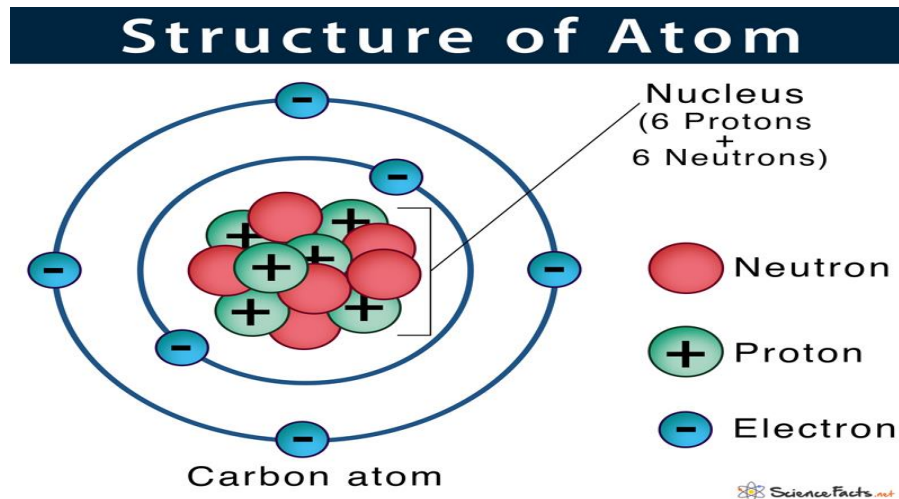 Structure of Atom
Nucleus
(6 Protons
+
6 Neutrons)
Neutron
+ Proton
- Electron
Carbon atom
ScienceFacts.net